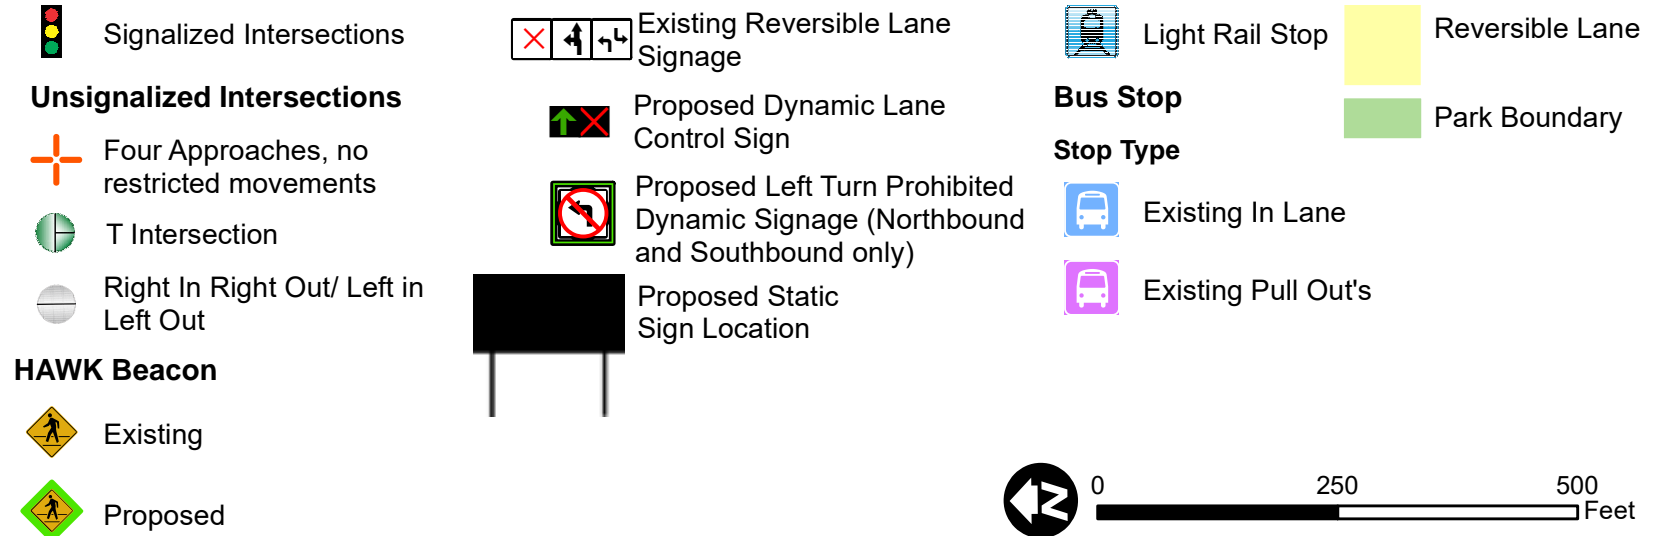 Signalized Intersections
Unsignalized Intersections
Four Approaches, no
restricted movements
T Intersection
Right In Right Out/ Left in
Left Out
HAWK Beacon
Existing
Proposed
Existing Reversible Lane
Signage
Proposed Dynamic Lane
Control Sign
Proposed Left Turn Prohibited
Dynamic Signage (Northbound
and Southbound only)
Proposed Static
Sign Location
Light Rail Stop
Bus Stop
Stop Type
Existing In Lane
Existing Pull Out's
Reversible Lane
Park Boundary
N
0 250 500
Feet